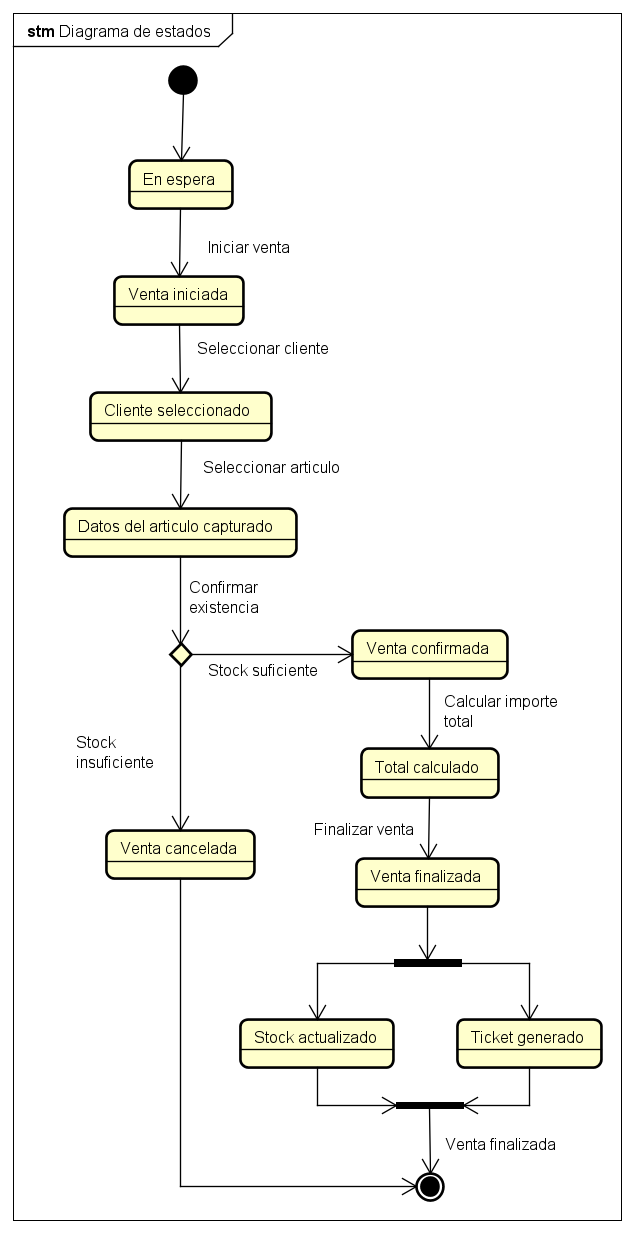 stm Diagrama de estados
En espera
Iniciar venta
Venta iniciada
Seleccionar cliente
Cliente seleccionado
Seleccionar articulo
Datos del articulo capturado
Confirmar
existencia
Venta confirmada
Stock suficiente
Calcular importe
total
Stock
insuficiente
Total calculado
Finalizar venta
Venta cancelada
Venta finalizada
Stock actualizado
Ticket generado
Venta finalizada